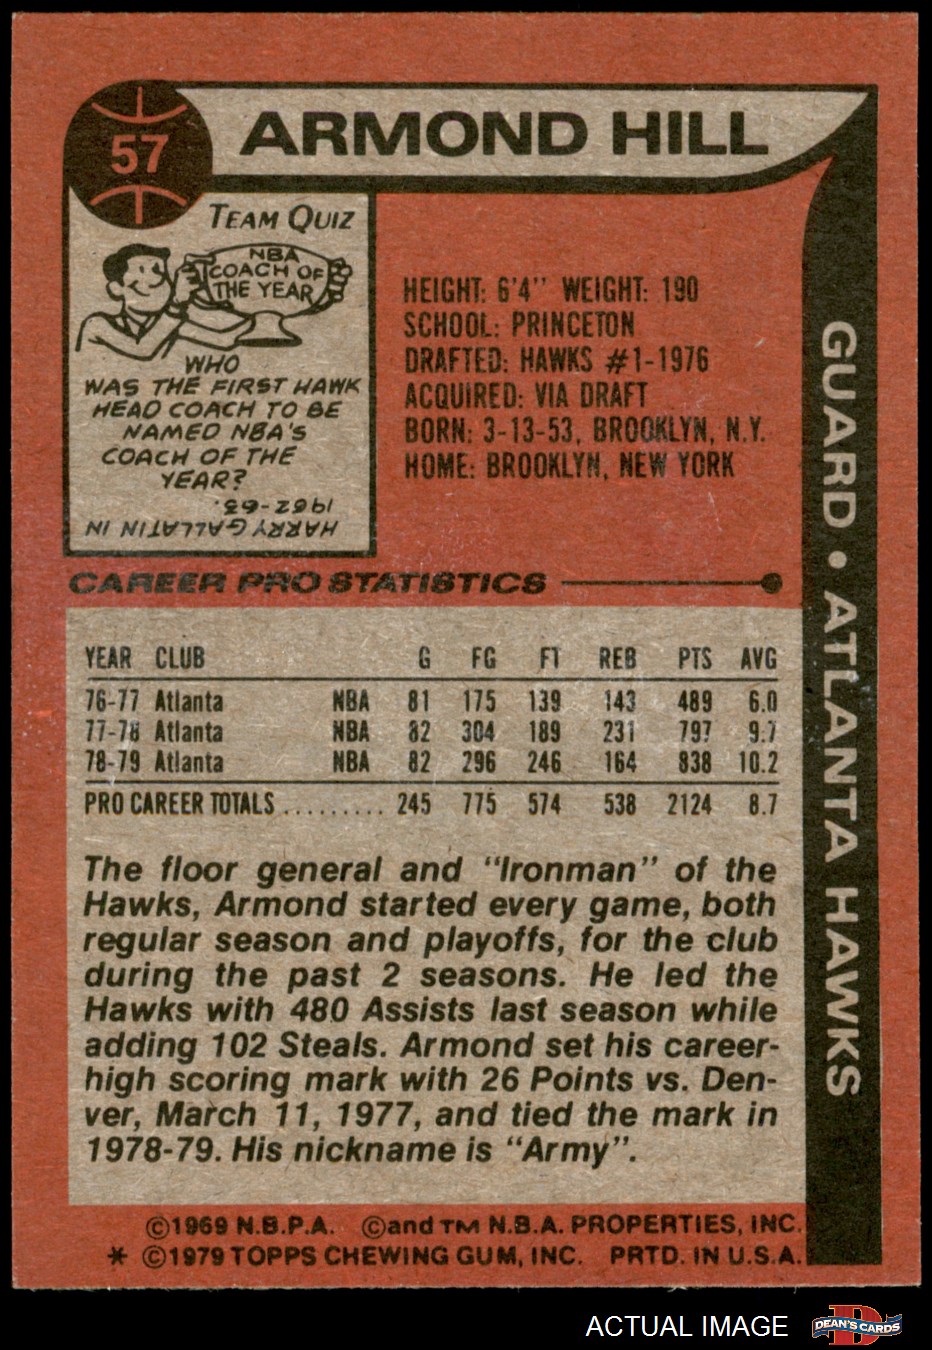 57
ARMOND HILL
TEAM QUIZ
NBA
COACH OF
THE YEAR
WHO
WAS THE FIRST HAWK
HEAD COACH TO BE
NAMED NBA'S
COACH OF THE
YEAR?
HARRY GALLATIN IN
1962-63.
HEIGHT: 6'4" WEIGHT: 190
SCHOOL: PRINCETON
DRAFTED: HAWKS #1-1976
ACQUIRED: VIA DRAFT
BORN: 3-13-53, BROOKLYN, N.Y.
HOME: BROOKLYN, NEW YORK
GUARD • ATLANTA HAWKS
CAREER PRO STATISTICS
YEAR CLUB G FG FT REB PTS AVG
76-77 Atlanta NBA 81 175 139 143 489 6.0
77-78 Atlanta NBA 82 304 189 231 797 9.7
78-79 Atlanta NBA 82 296 246 164 838 10.2
PRO CAREER TOTALS ......... 245 775 574 538 2124 8.7
The floor general and "Ironman" of the
Hawks, Armond started every game, both
regular season and playoffs, for the club
during the past 2 seasons. He led the
Hawks with 480 Assists last season while
adding 102 Steals. Armond set his career-
high scoring mark with 26 Points vs. Den-
ver, March 11, 1977, and tied the mark in
1978-79. His nickname is "Army".
©1969 N.B.P.A. ©and TM N.B.A. PROPERTIES, INC.
* ©1979 TOPPS CHEWING GUM, INC. PRTD. IN U.S.A.
ACTUAL IMAGE
DEAN'S CARDS